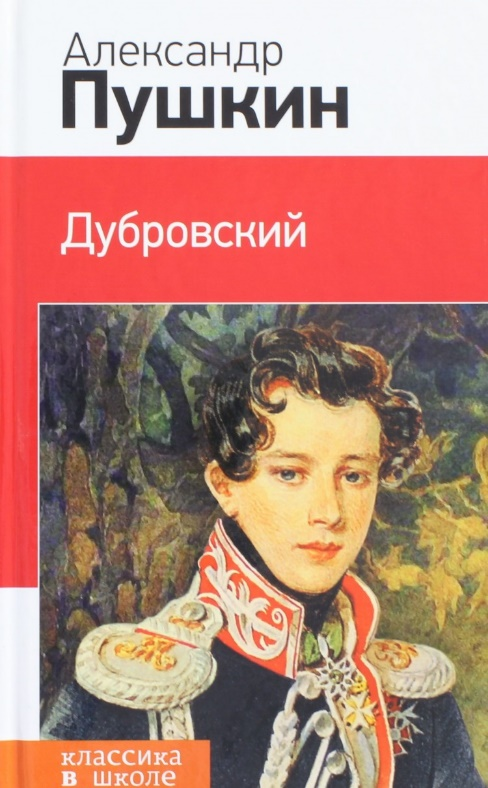 Александр
Пушкин
Дубровский
классика
в школе